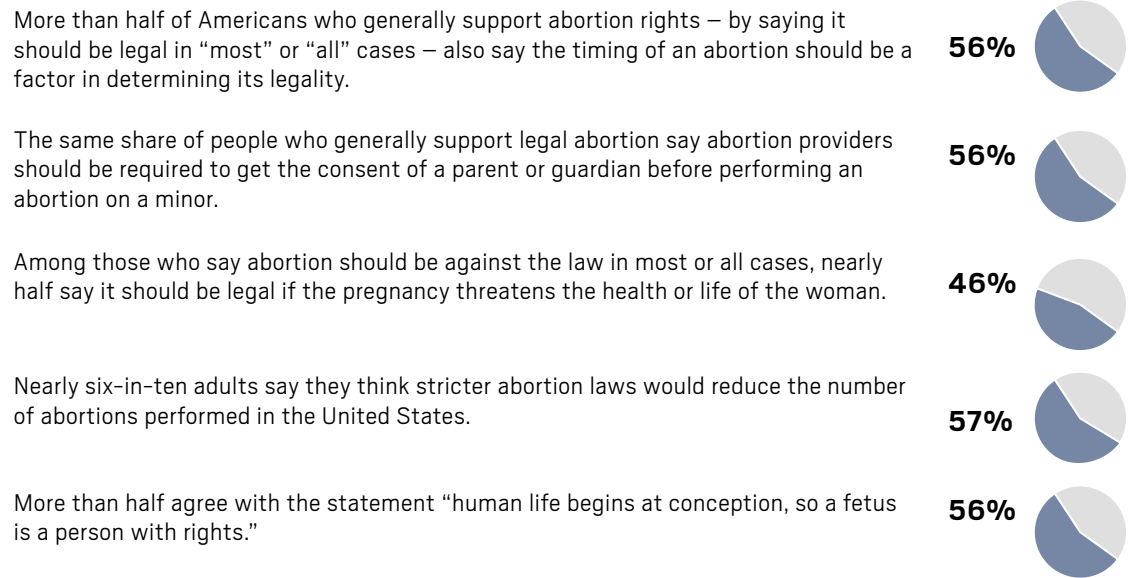 More than half of Americans who generally support abortion rights – by saying it
should be legal in “most” or “all” cases – also say the timing of an abortion should be a
factor in determining its legality.
56%
The same share of people who generally support legal abortion say abortion providers
should be required to get the consent of a parent or guardian before performing an
abortion on a minor.
56%
Among those who say abortion should be against the law in most or all cases, nearly
half say it should be legal if the pregnancy threatens the health or life of the woman.
46%
Nearly six-in-ten adults say they think stricter abortion laws would reduce the number
of abortions performed in the United States.
57%
More than half agree with the statement “human life begins at conception, so a fetus
is a person with rights.”
56%